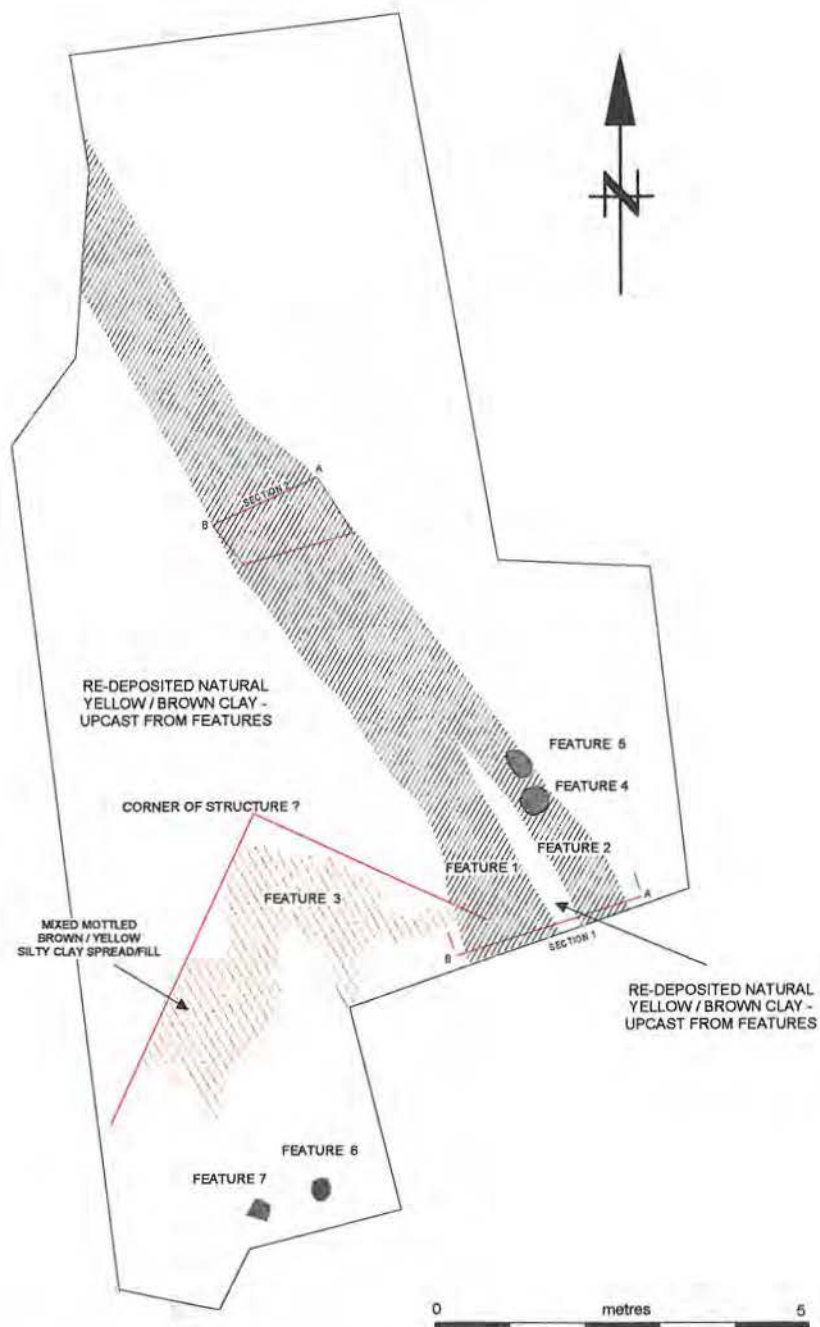 N
A
SECTION 2
B
RE-DEPOSITED NATURAL
YELLOW / BROWN CLAY -
UPCAST FROM FEATURES
FEATURE 5
FEATURE 4
CORNER OF STRUCTURE ?
FEATURE 2
FEATURE 1
FEATURE 3
A
MIXED MOTTLED
BROWN / YELLOW
SILTY CLAY SPREAD/FILL
SECTION 1
B
RE-DEPOSITED NATURAL
YELLOW / BROWN CLAY -
UPCAST FROM FEATURES
FEATURE 6
FEATURE 7
0 metres 5